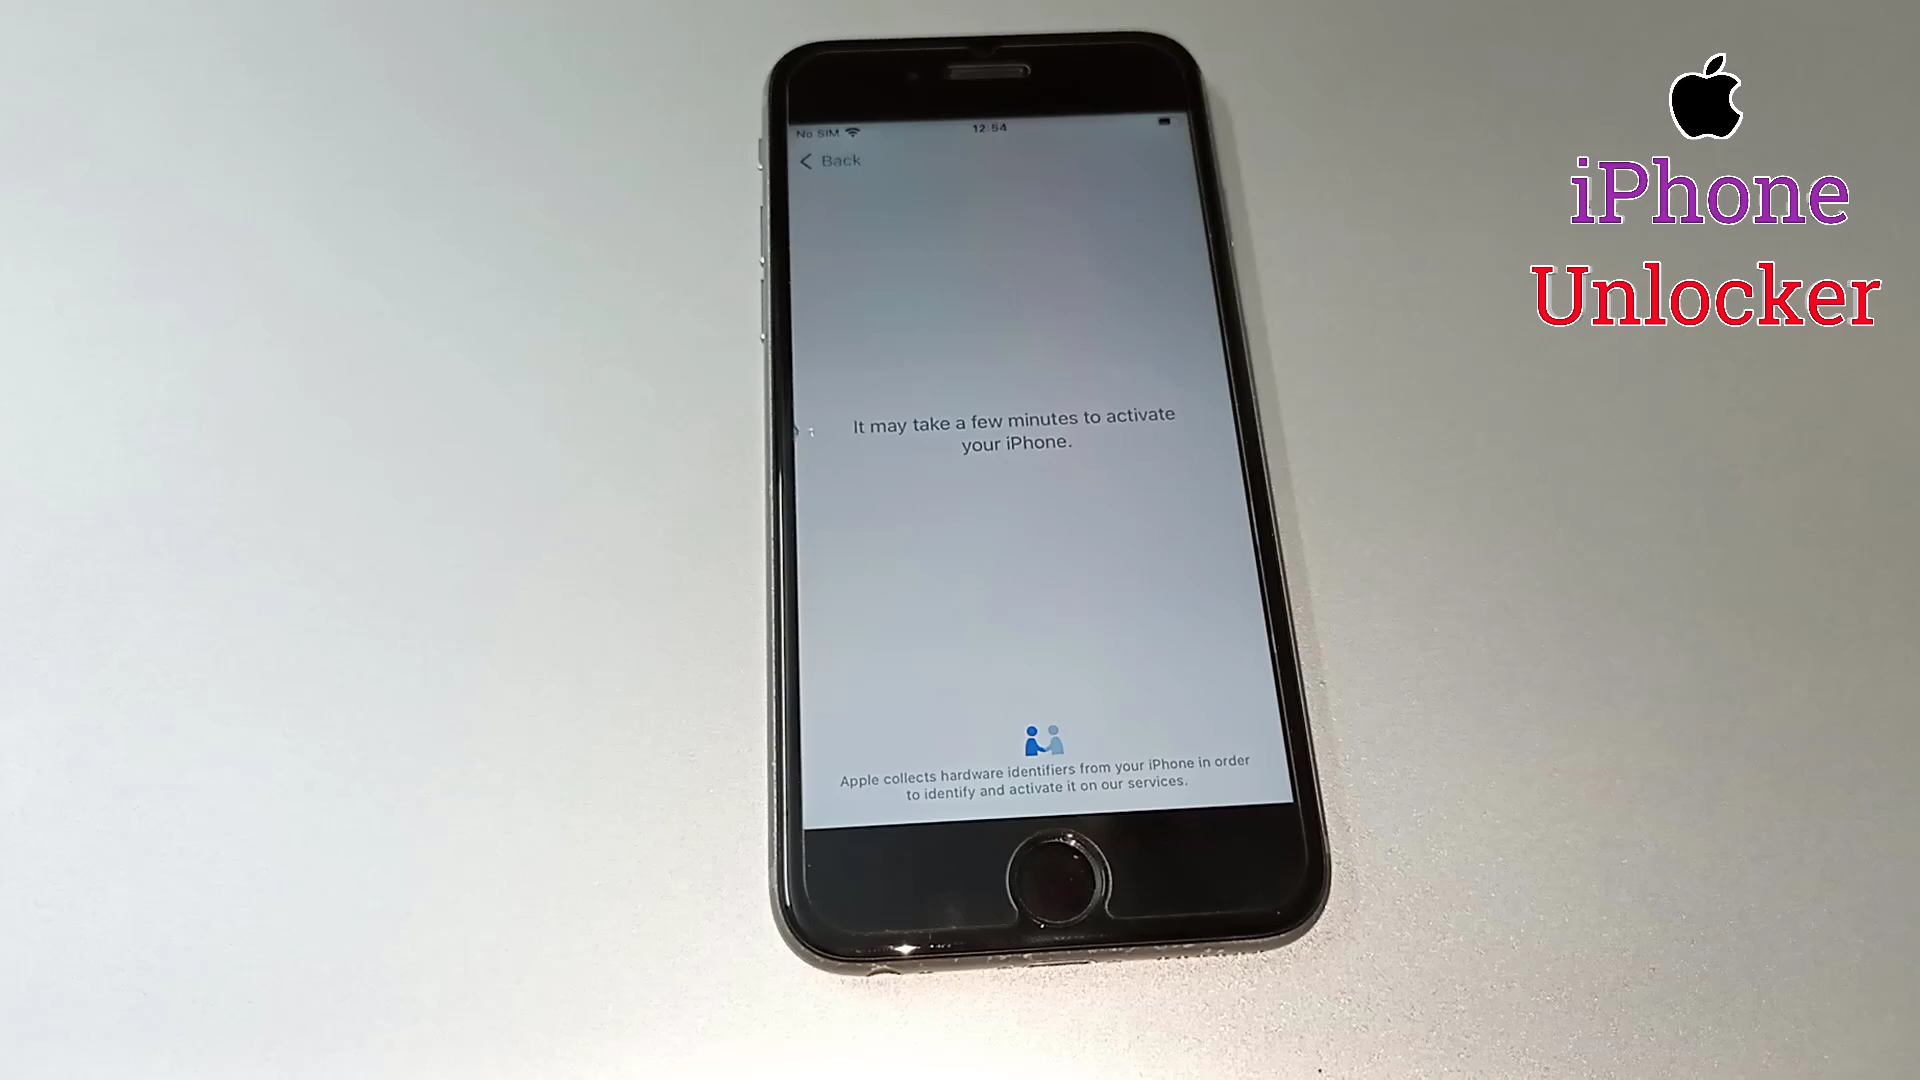 No SIM 12:54
Back
It may take a few minutes to activate
your iPhone.
Apple collects hardware identifiers from your iPhone in order
to identify and activate it on our services.
iPhone
Unlocker